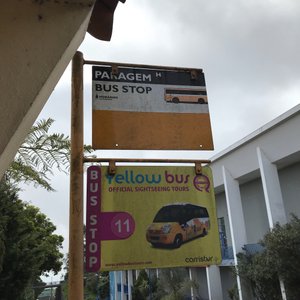 PARAGEM H
BUS STOP
yellow bus
OFFICIAL SIGHTSEEING TOURS
BUS STOP
11
carristur